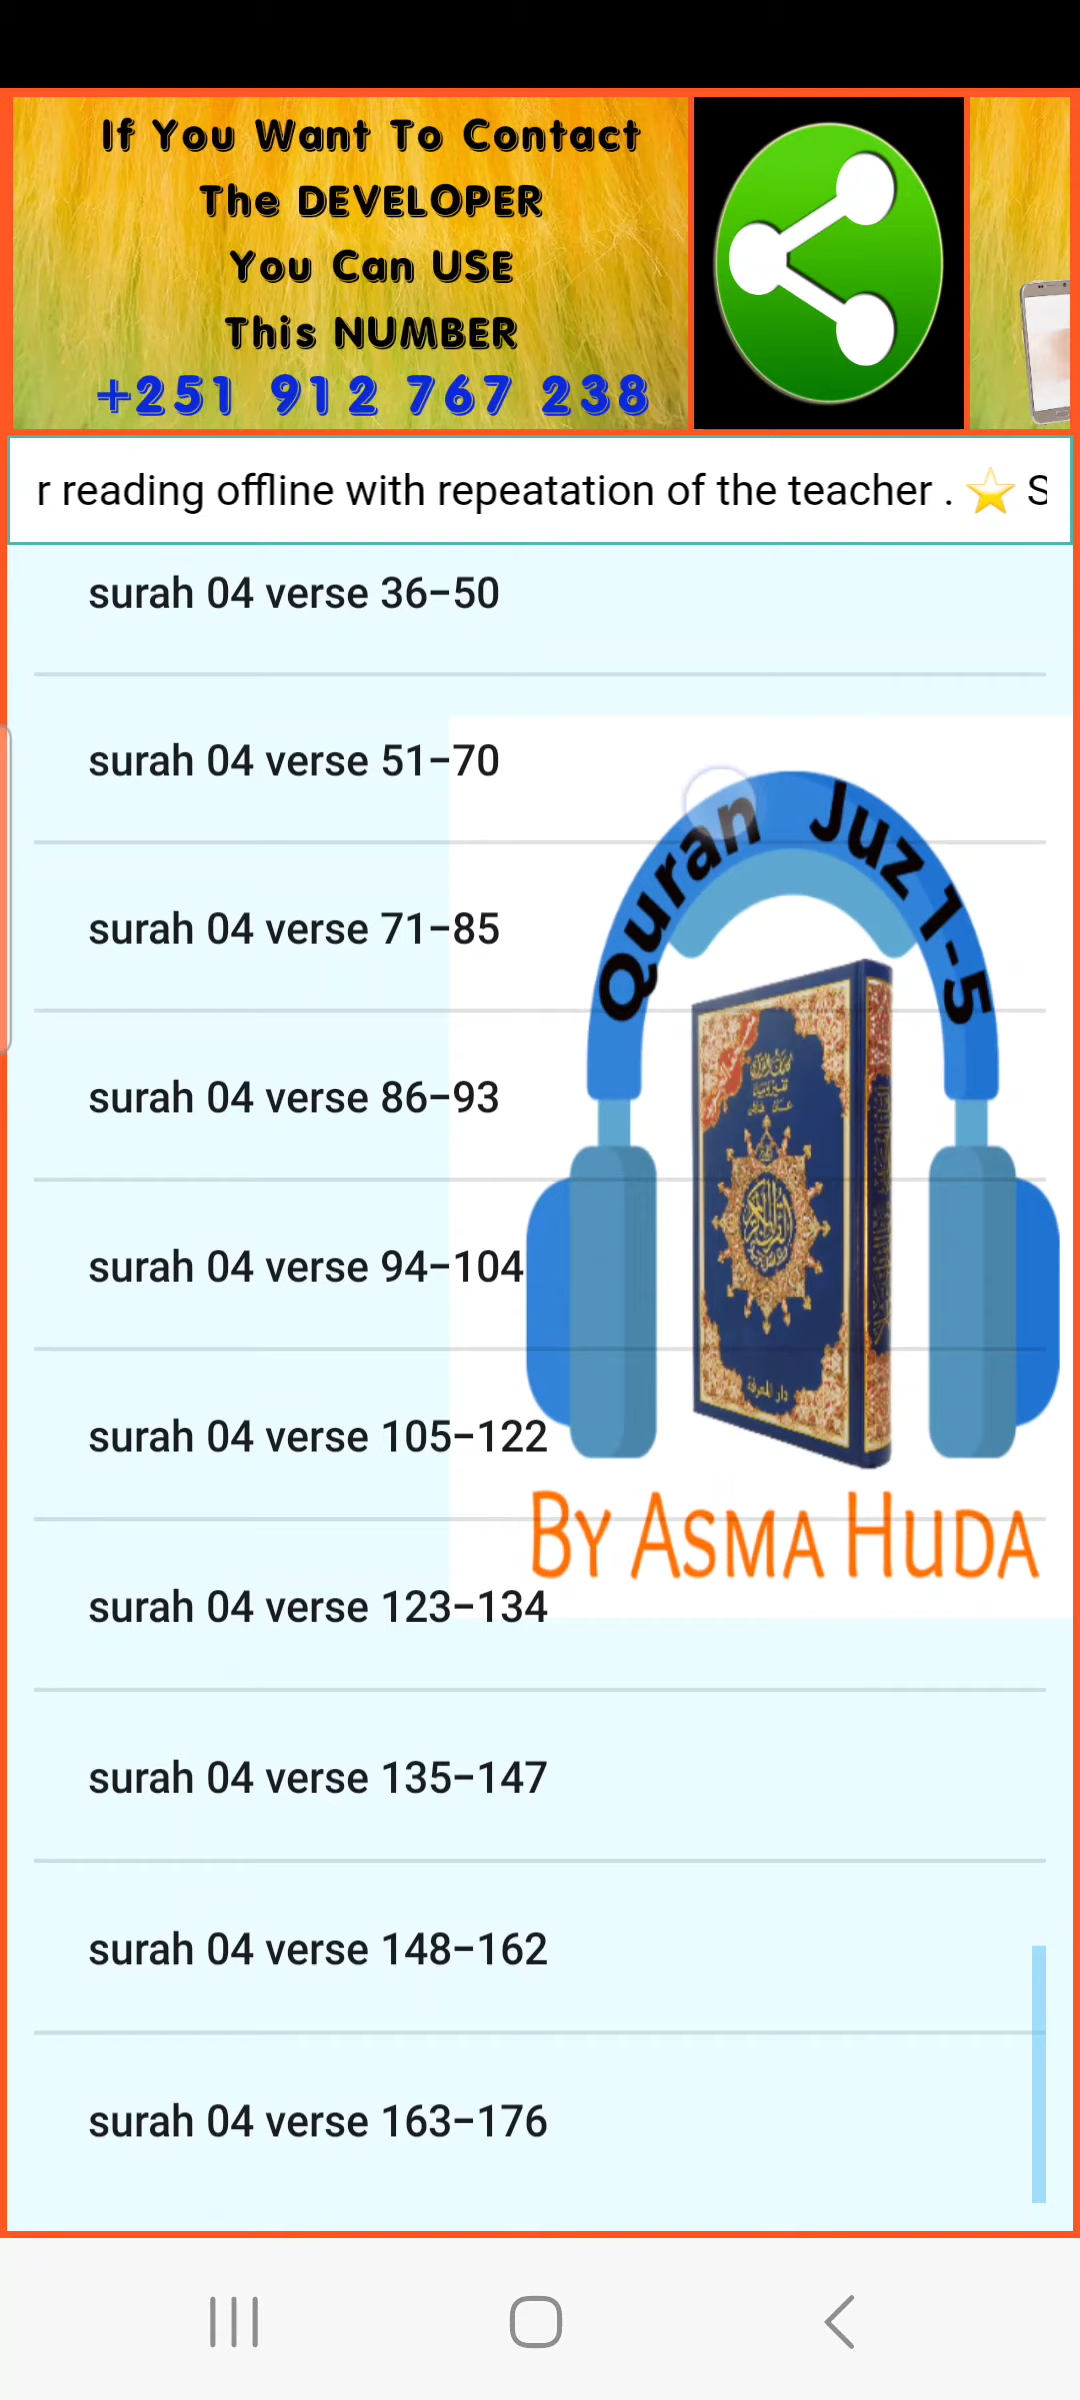 If You Want To Contact
The DEVELOPER
You Can USE
This NUMBER
+251 912 767 238
r reading offline with repeatation of the teacher . ⭐ S
surah 04 verse 36–50
surah 04 verse 51–70
surah 04 verse 71–85
surah 04 verse 86–93
surah 04 verse 94–104
surah 04 verse 105–122
surah 04 verse 123–134
surah 04 verse 135–147
surah 04 verse 148–162
surah 04 verse 163–176
Quran Juz 1-5
دار المعرفة
BY ASMA HUDA